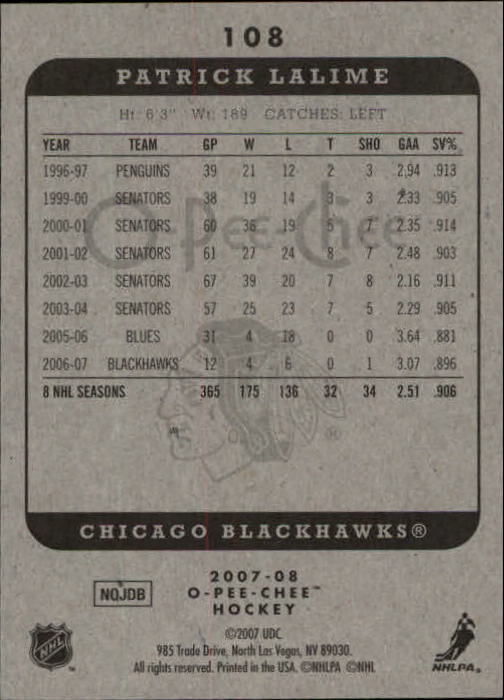 108
PATRICK LALIME
Ht: 6'3" Wt: 189 CATCHES: LEFT
YEAR TEAM GP W L T SHO GAA SV%
1996-97 PENGUINS 39 21 12 2 3 2.94 .913
1999-00 SENATORS 38 19 14 3 3 2.33 .905
2000-01 SENATORS 60 36 19 5 7 2.35 .914
2001-02 SENATORS 61 27 24 8 7 2.48 .903
2002-03 SENATORS 67 39 20 7 8 2.16 .911
2003-04 SENATORS 57 25 23 7 5 2.29 .905
2005-06 BLUES 31 4 18 0 0 3.64 .881
2006-07 BLACKHAWKS 12 4 6 0 1 3.07 .896
8 NHL SEASONS 365 175 136 32 34 2.51 .906
O-Pee-Chee
CHICAGO BLACKHAWKS®
NOJDB
2007-08
O-PEE-CHEE™
HOCKEY
©2007 UDC
985 Trade Drive, North Las Vegas, NV 89030.
All rights reserved. Printed in the USA. ©NHLPA ©NHL
NHL
NHLPA